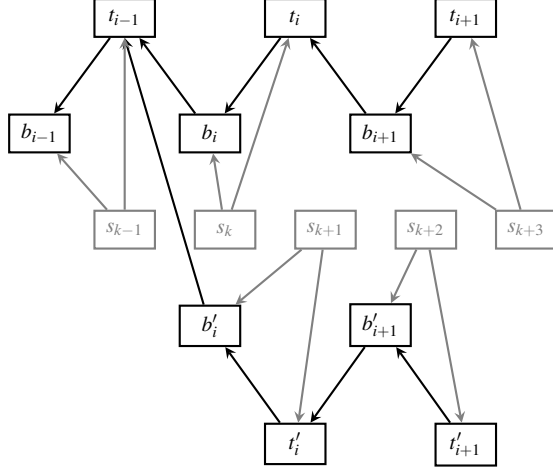 t_{i−1} t_i t_{i+1}
b_{i−1} b_i b_{i+1}
s_{k−1} s_k s_{k+1} s_{k+2} s_{k+3}
b′_i b′_{i+1}
t′_i t′_{i+1}